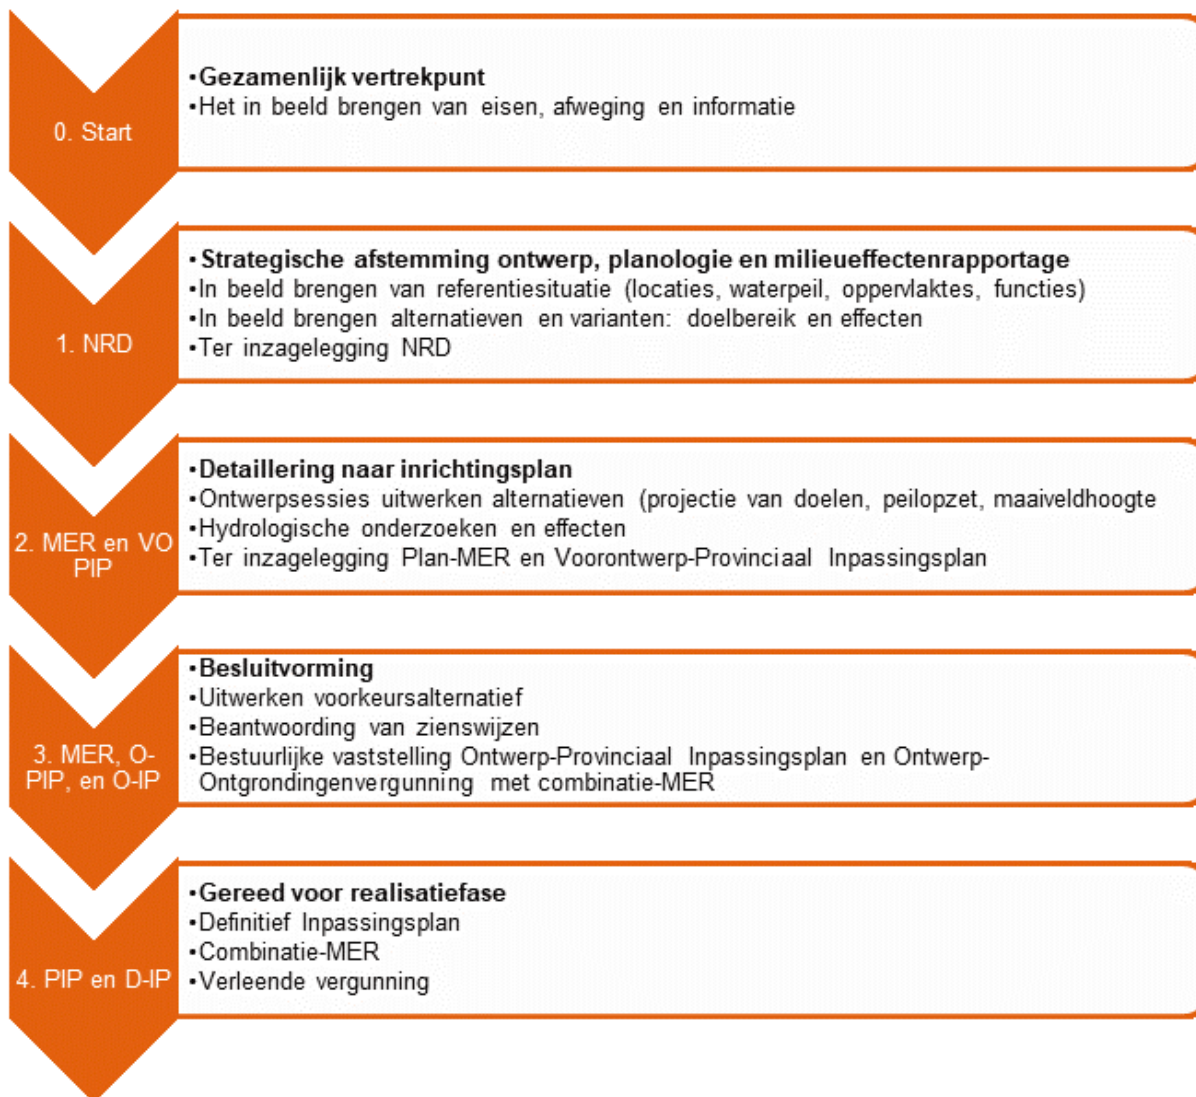 0. Start
•Gezamenlijk vertrekpunt
•Het in beeld brengen van eisen, afweging en informatie
1. NRD
•Strategische afstemming ontwerp, planologie en milieueffectenrapportage
•In beeld brengen van referentiesituatie (locaties, waterpeil, oppervlaktes, functies)
•In beeld brengen alternatieven en varianten: doelbereik en effecten
•Ter inzagelegging NRD
2. MER en VO
PIP
•Detaillering naar inrichtingsplan
•Ontwerpsessies uitwerken alternatieven (projectie van doelen, peilopzet, maaiveldhoogte
•Hydrologische onderzoeken en effecten
•Ter inzagelegging Plan-MER en Voorontwerp-Provinciaal Inpassingsplan
3. MER, O-
PIP, en O-IP
•Besluitvorming
•Uitwerken voorkeursalternatief
•Beantwoording van zienswijzen
•Bestuurlijke vaststelling Ontwerp-Provinciaal Inpassingsplan en Ontwerp-
Ontgrondingenvergunning met combinatie-MER
4. PIP en D-IP
•Gereed voor realisatiefase
•Definitief Inpassingsplan
•Combinatie-MER
•Verleende vergunning